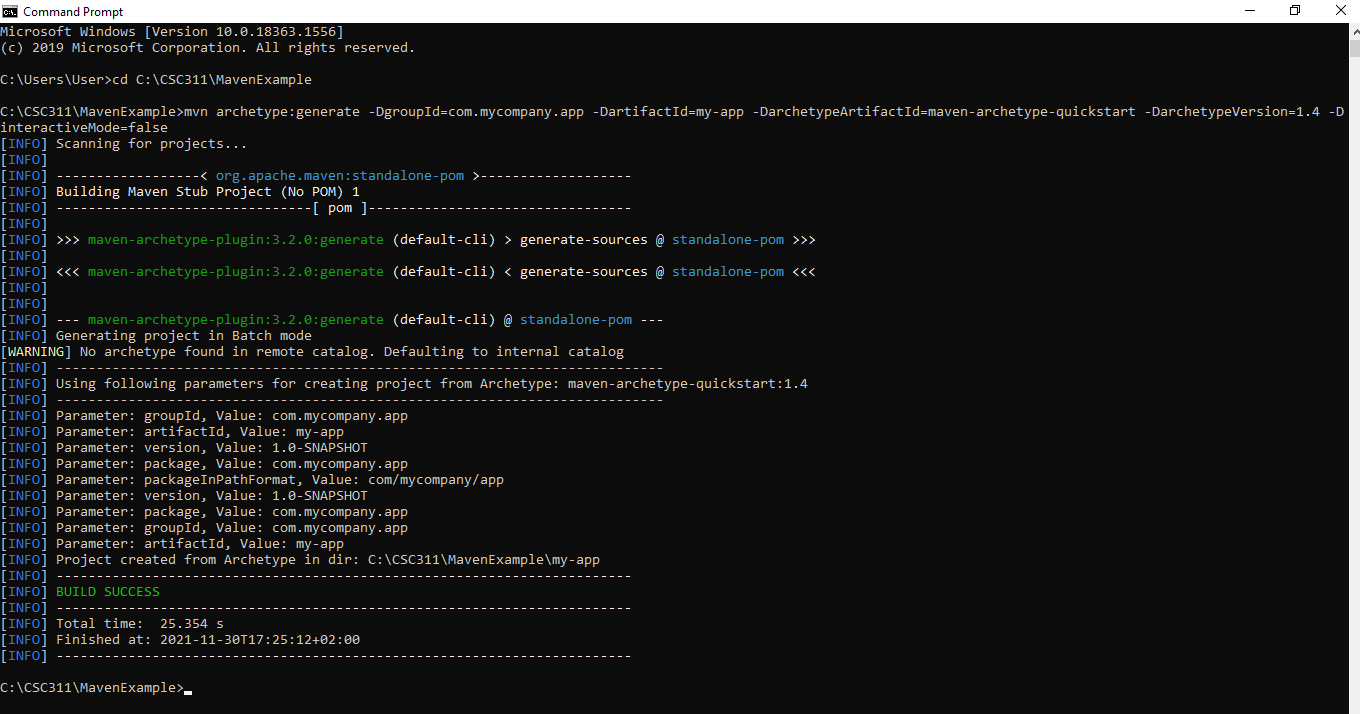 Command Prompt
Microsoft Windows [Version 10.0.18363.1556]
(c) 2019 Microsoft Corporation. All rights reserved.
C:\Users\User>cd C:\CSC311\MavenExample
C:\CSC311\MavenExample>mvn archetype:generate -DgroupId=com.mycompany.app -DartifactId=my-app -DarchetypeArtifactId=maven-archetype-quickstart -DarchetypeVersion=1.4 -D
interactiveMode=false
[INFO] Scanning for projects...
[INFO]
[INFO] ------------------< org.apache.maven:standalone-pom >-------------------
[INFO] Building Maven Stub Project (No POM) 1
[INFO] --------------------------------[ pom ]---------------------------------
[INFO]
[INFO] >>> maven-archetype-plugin:3.2.0:generate (default-cli) > generate-sources @ standalone-pom >>>
[INFO]
[INFO] <<< maven-archetype-plugin:3.2.0:generate (default-cli) < generate-sources @ standalone-pom <<<
[INFO]
[INFO]
[INFO] --- maven-archetype-plugin:3.2.0:generate (default-cli) @ standalone-pom ---
[INFO] Generating project in Batch mode
[WARNING] No archetype found in remote catalog. Defaulting to internal catalog
[INFO] ----------------------------------------------------------------------------
[INFO] Using following parameters for creating project from Archetype: maven-archetype-quickstart:1.4
[INFO] ----------------------------------------------------------------------------
[INFO] Parameter: groupId, Value: com.mycompany.app
[INFO] Parameter: artifactId, Value: my-app
[INFO] Parameter: version, Value: 1.0-SNAPSHOT
[INFO] Parameter: package, Value: com.mycompany.app
[INFO] Parameter: packageInPathFormat, Value: com/mycompany/app
[INFO] Parameter: version, Value: 1.0-SNAPSHOT
[INFO] Parameter: package, Value: com.mycompany.app
[INFO] Parameter: groupId, Value: com.mycompany.app
[INFO] Parameter: artifactId, Value: my-app
[INFO] Project created from Archetype in dir: C:\CSC311\MavenExample\my-app
[INFO] ------------------------------------------------------------------------
[INFO] BUILD SUCCESS
[INFO] ------------------------------------------------------------------------
[INFO] Total time:  25.354 s
[INFO] Finished at: 2021-11-30T17:25:12+02:00
[INFO] ------------------------------------------------------------------------
C:\CSC311\MavenExample>